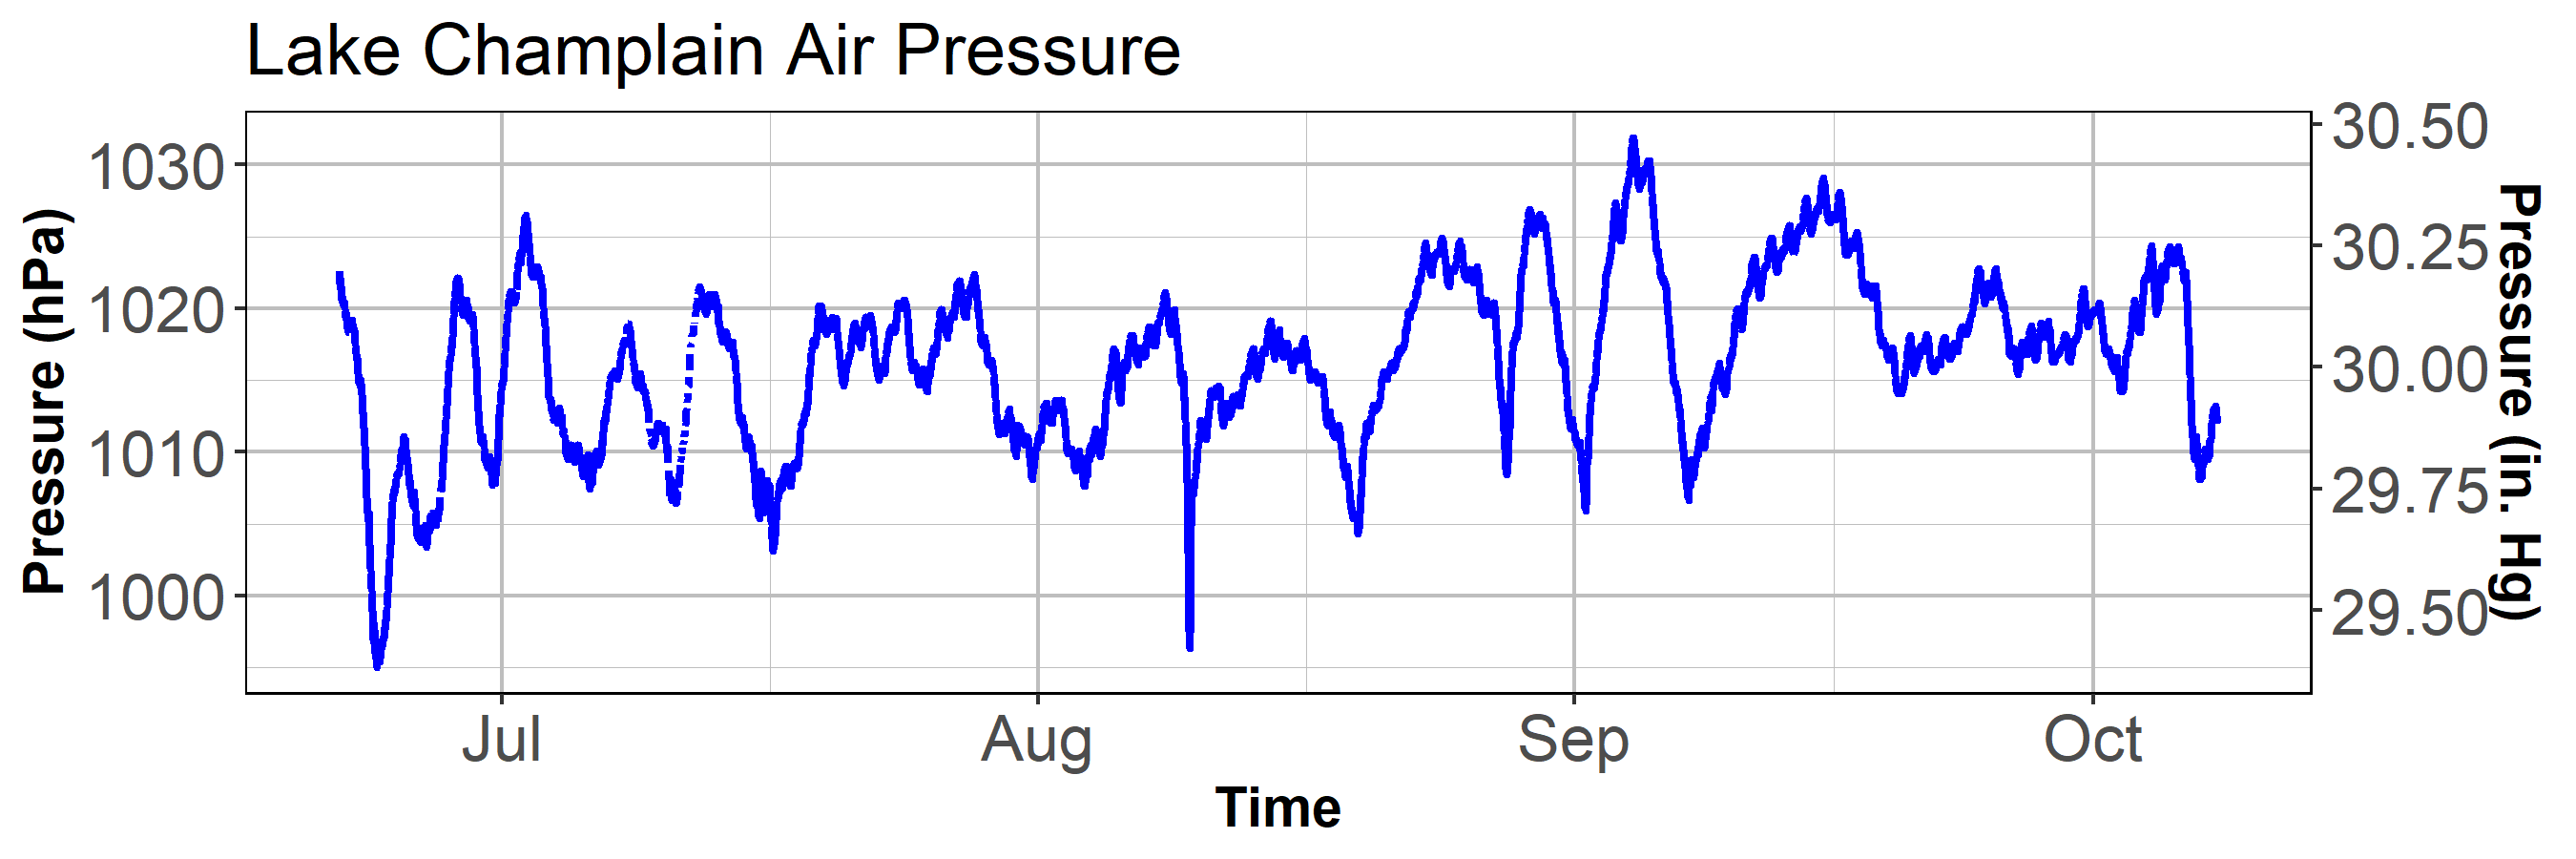 Lake Champlain Air Pressure
Pressure (hPa)
1030
1020
1010
1000
30.50
30.25
30.00
29.75
29.50
Pressure (in. Hg)
Jul
Aug
Sep
Oct
Time